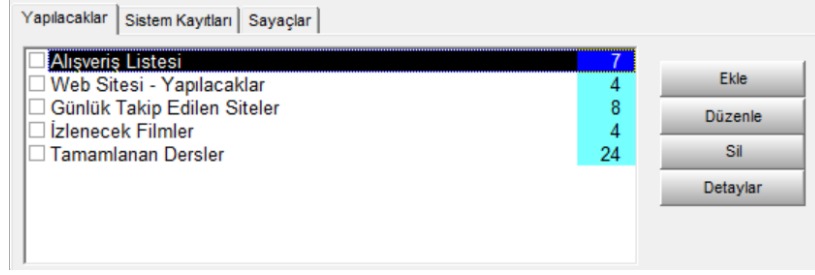 Yapılacaklar Sistem Kayıtları Sayaçlar
Alışveriş Listesi 7
Web Sitesi - Yapılacaklar 4
Günlük Takip Edilen Siteler 8
İzlenecek Filmler 4
Tamamlanan Dersler 24
Ekle
Düzenle
Sil
Detaylar